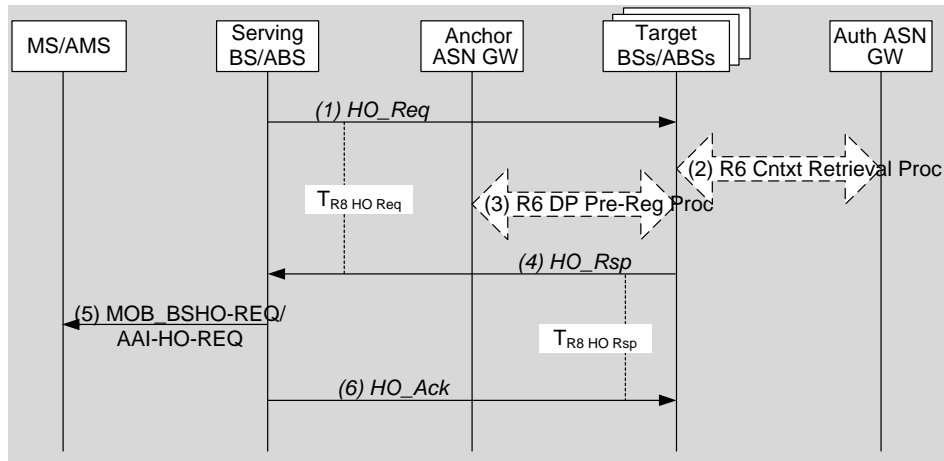 MS/AMS
Serving
BS/ABS
Anchor
ASN GW
Target
BSs/ABSs
Auth ASN
GW
(1) HO_Req
(2) R6 Cntxt Retrieval Proc
T R8 HO Req
(3) R6 DP Pre-Reg Proc
(4) HO_Rsp
(5) MOB_BSHO-REQ/
AAI-HO-REQ
T R8 HO Rsp
(6) HO_Ack